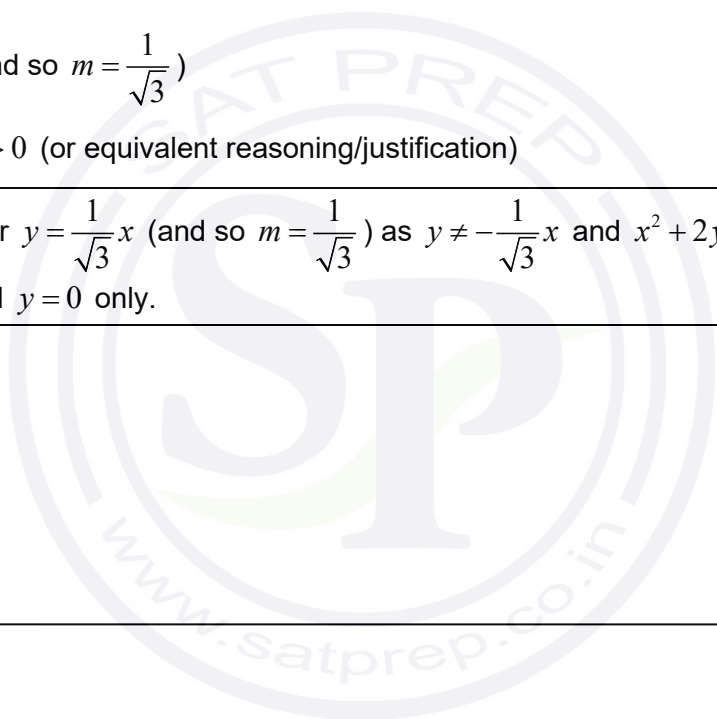 nd so m = 1/√3 )
> 0 (or equivalent reasoning/justification)
r y = 1/√3 x (and so m = 1/√3 ) as y ≠ −1/√3 x and x² + 2y
y = 0 only.
SAT PREP
SP
www.satprep.co.in